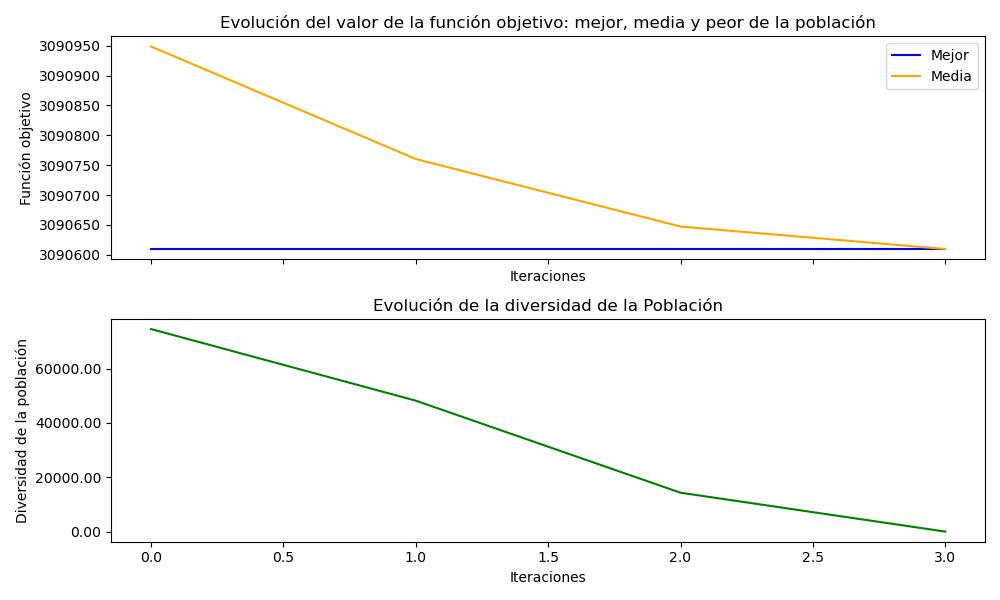 Evolución del valor de la función objetivo: mejor, media y peor de la población
3090950
3090900
3090850
3090800
3090750
3090700
3090650
3090600
Función objetivo
Mejor
Media
Iteraciones
Evolución de la diversidad de la Población
60000.00
40000.00
20000.00
0.00
Diversidad de la población
0.0 0.5 1.0 1.5 2.0 2.5 3.0
Iteraciones